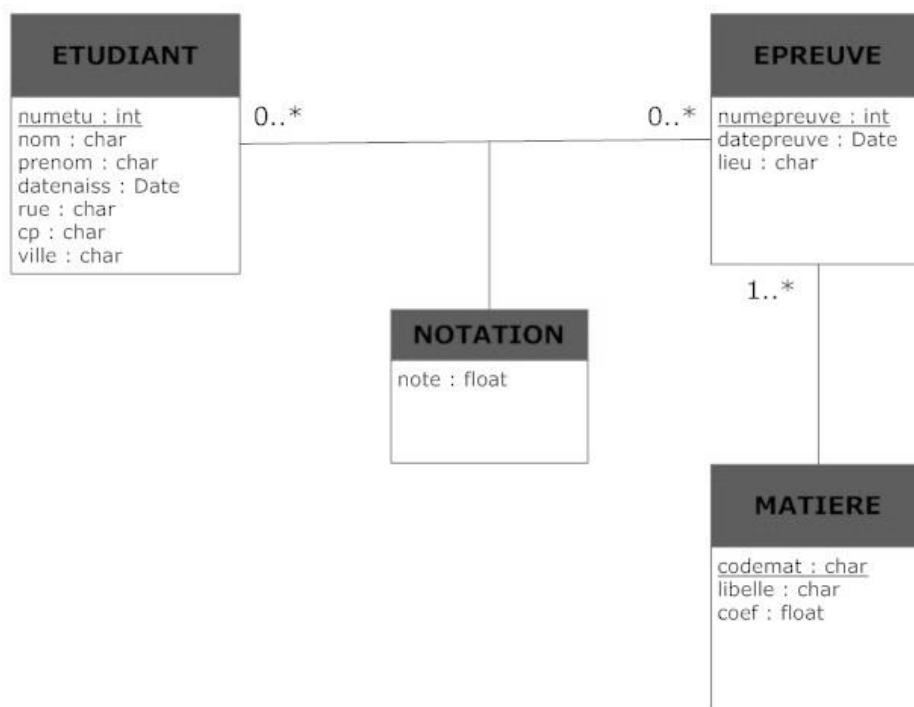 ETUDIANT
numetu : int
nom : char
prenom : char
datenaiss : Date
rue : char
cp : char
ville : char
0..*
0..*
EPREUVE
numepreuve : int
datepreuve : Date
lieu : char
1..*
NOTATION
note : float
MATIERE
codemat : char
libelle : char
coef : float